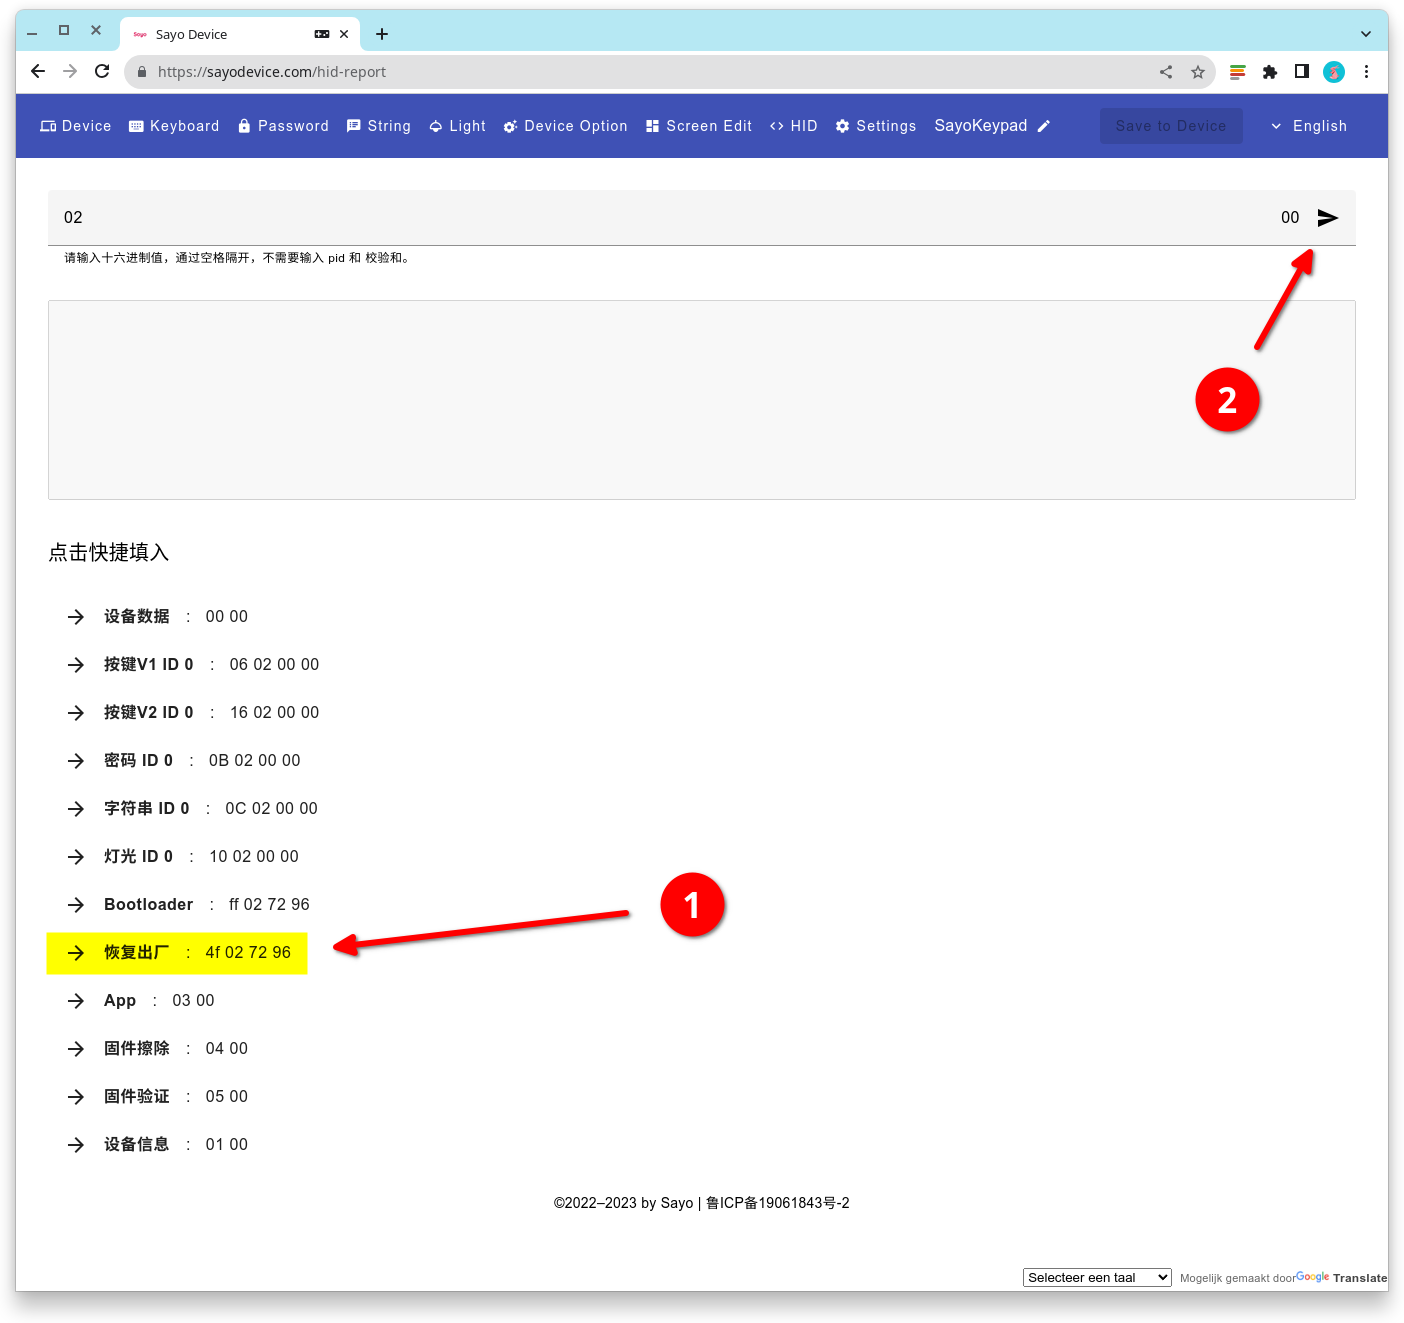 Sayo Sayo Device
https://sayodevice.com/hid-report
Device Keyboard Password String Light Device Option Screen Edit HID Settings SayoKeypad Save to Device English
02 00
请输入十六进制值，通过空格隔开，不需要输入 pid 和 校验和。
2
点击快捷填入
设备数据 : 00 00
按键V1 ID 0 : 06 02 00 00
按键V2 ID 0 : 16 02 00 00
密码 ID 0 : 0B 02 00 00
字符串 ID 0 : 0C 02 00 00
灯光 ID 0 : 10 02 00 00
Bootloader : ff 02 72 96
1
恢复出厂 : 4f 02 72 96
App : 03 00
固件擦除 : 04 00
固件验证 : 05 00
设备信息 : 01 00
©2022–2023 by Sayo | 鲁ICP备19061843号-2
Selecteer een taal Mogelijk gemaakt door Google Translate